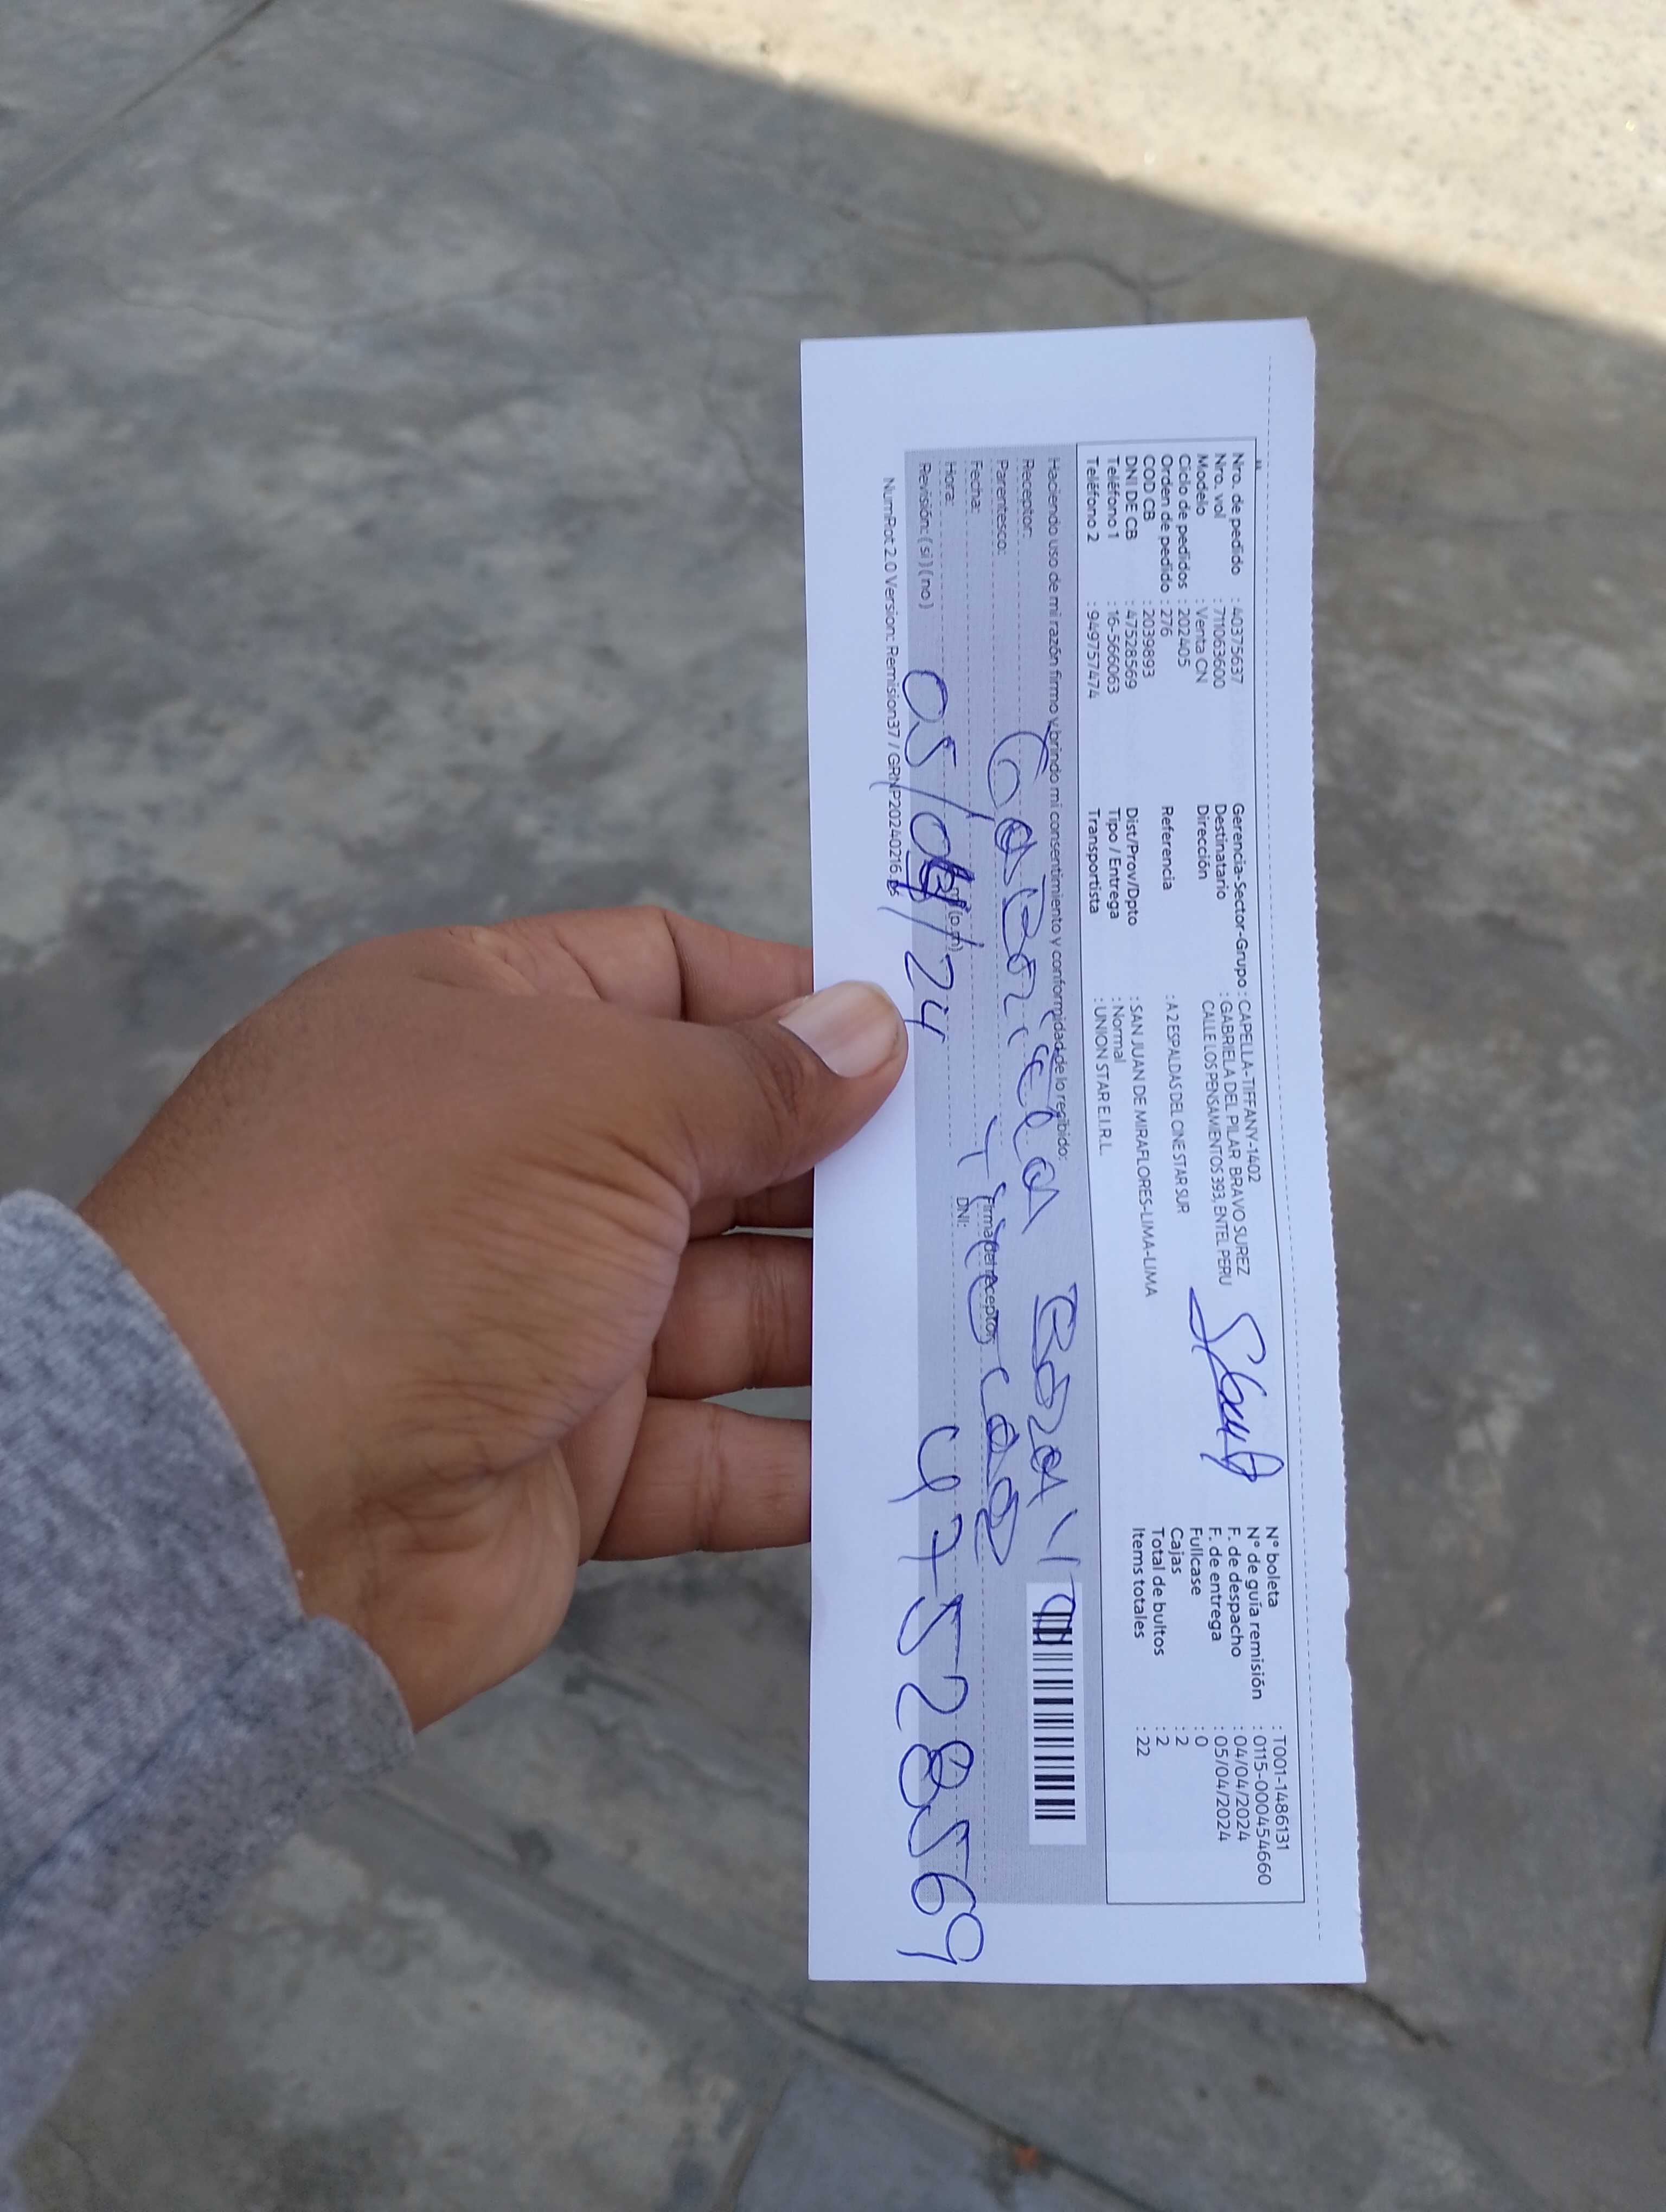 Nro. de pedido : 40375637
Nro. vol : 711063600
Modelo : Venta CN
Ciclo de pedidos : 202405
Orden de pedido : 276
COD CB : 2039893
DNI DE CB : 47528569
Teléfono 1 : 16-566063
Teléfono 2 : 949757474
Gerencia-Sector-Grupo : CAPELLA-TIFFANY-1402
Destinatario : GABRIELA DEL PILAR BRAVO SUREZ
Dirección CALLE LOS PENSAMIENTOS 393, ENTEL PERU
Referencia : A 2 ESPALDAS DEL CINE STAR SUR
Dist/Prov/Dpto : SAN JUAN DE MIRAFLORES-LIMA-LIMA
Tipo / Entrega : Normal
Transportista : UNION STAR E.I.R.L.
N° boleta : T001-1486131
N° de guía remisión : 0115-000454660
F. de despacho : 04/04/2024
F. de entrega : 05/04/2024
Fullcase : 0
Cajas : 2
Total de bultos : 2
Items totales : 22
Haciendo uso de mi razón firmo y brindo mi consentimiento y conformidad de lo recibido:
Receptor: Gabriela Bravo
Parentesco:
Fecha:
Firma del receptor
Hora: (p.m)
DNI: 47528569
Revisión: ( si ) ( no ) 05/04/24
NumPiot 2.0 Version: Remision37 / GRNP20240216.